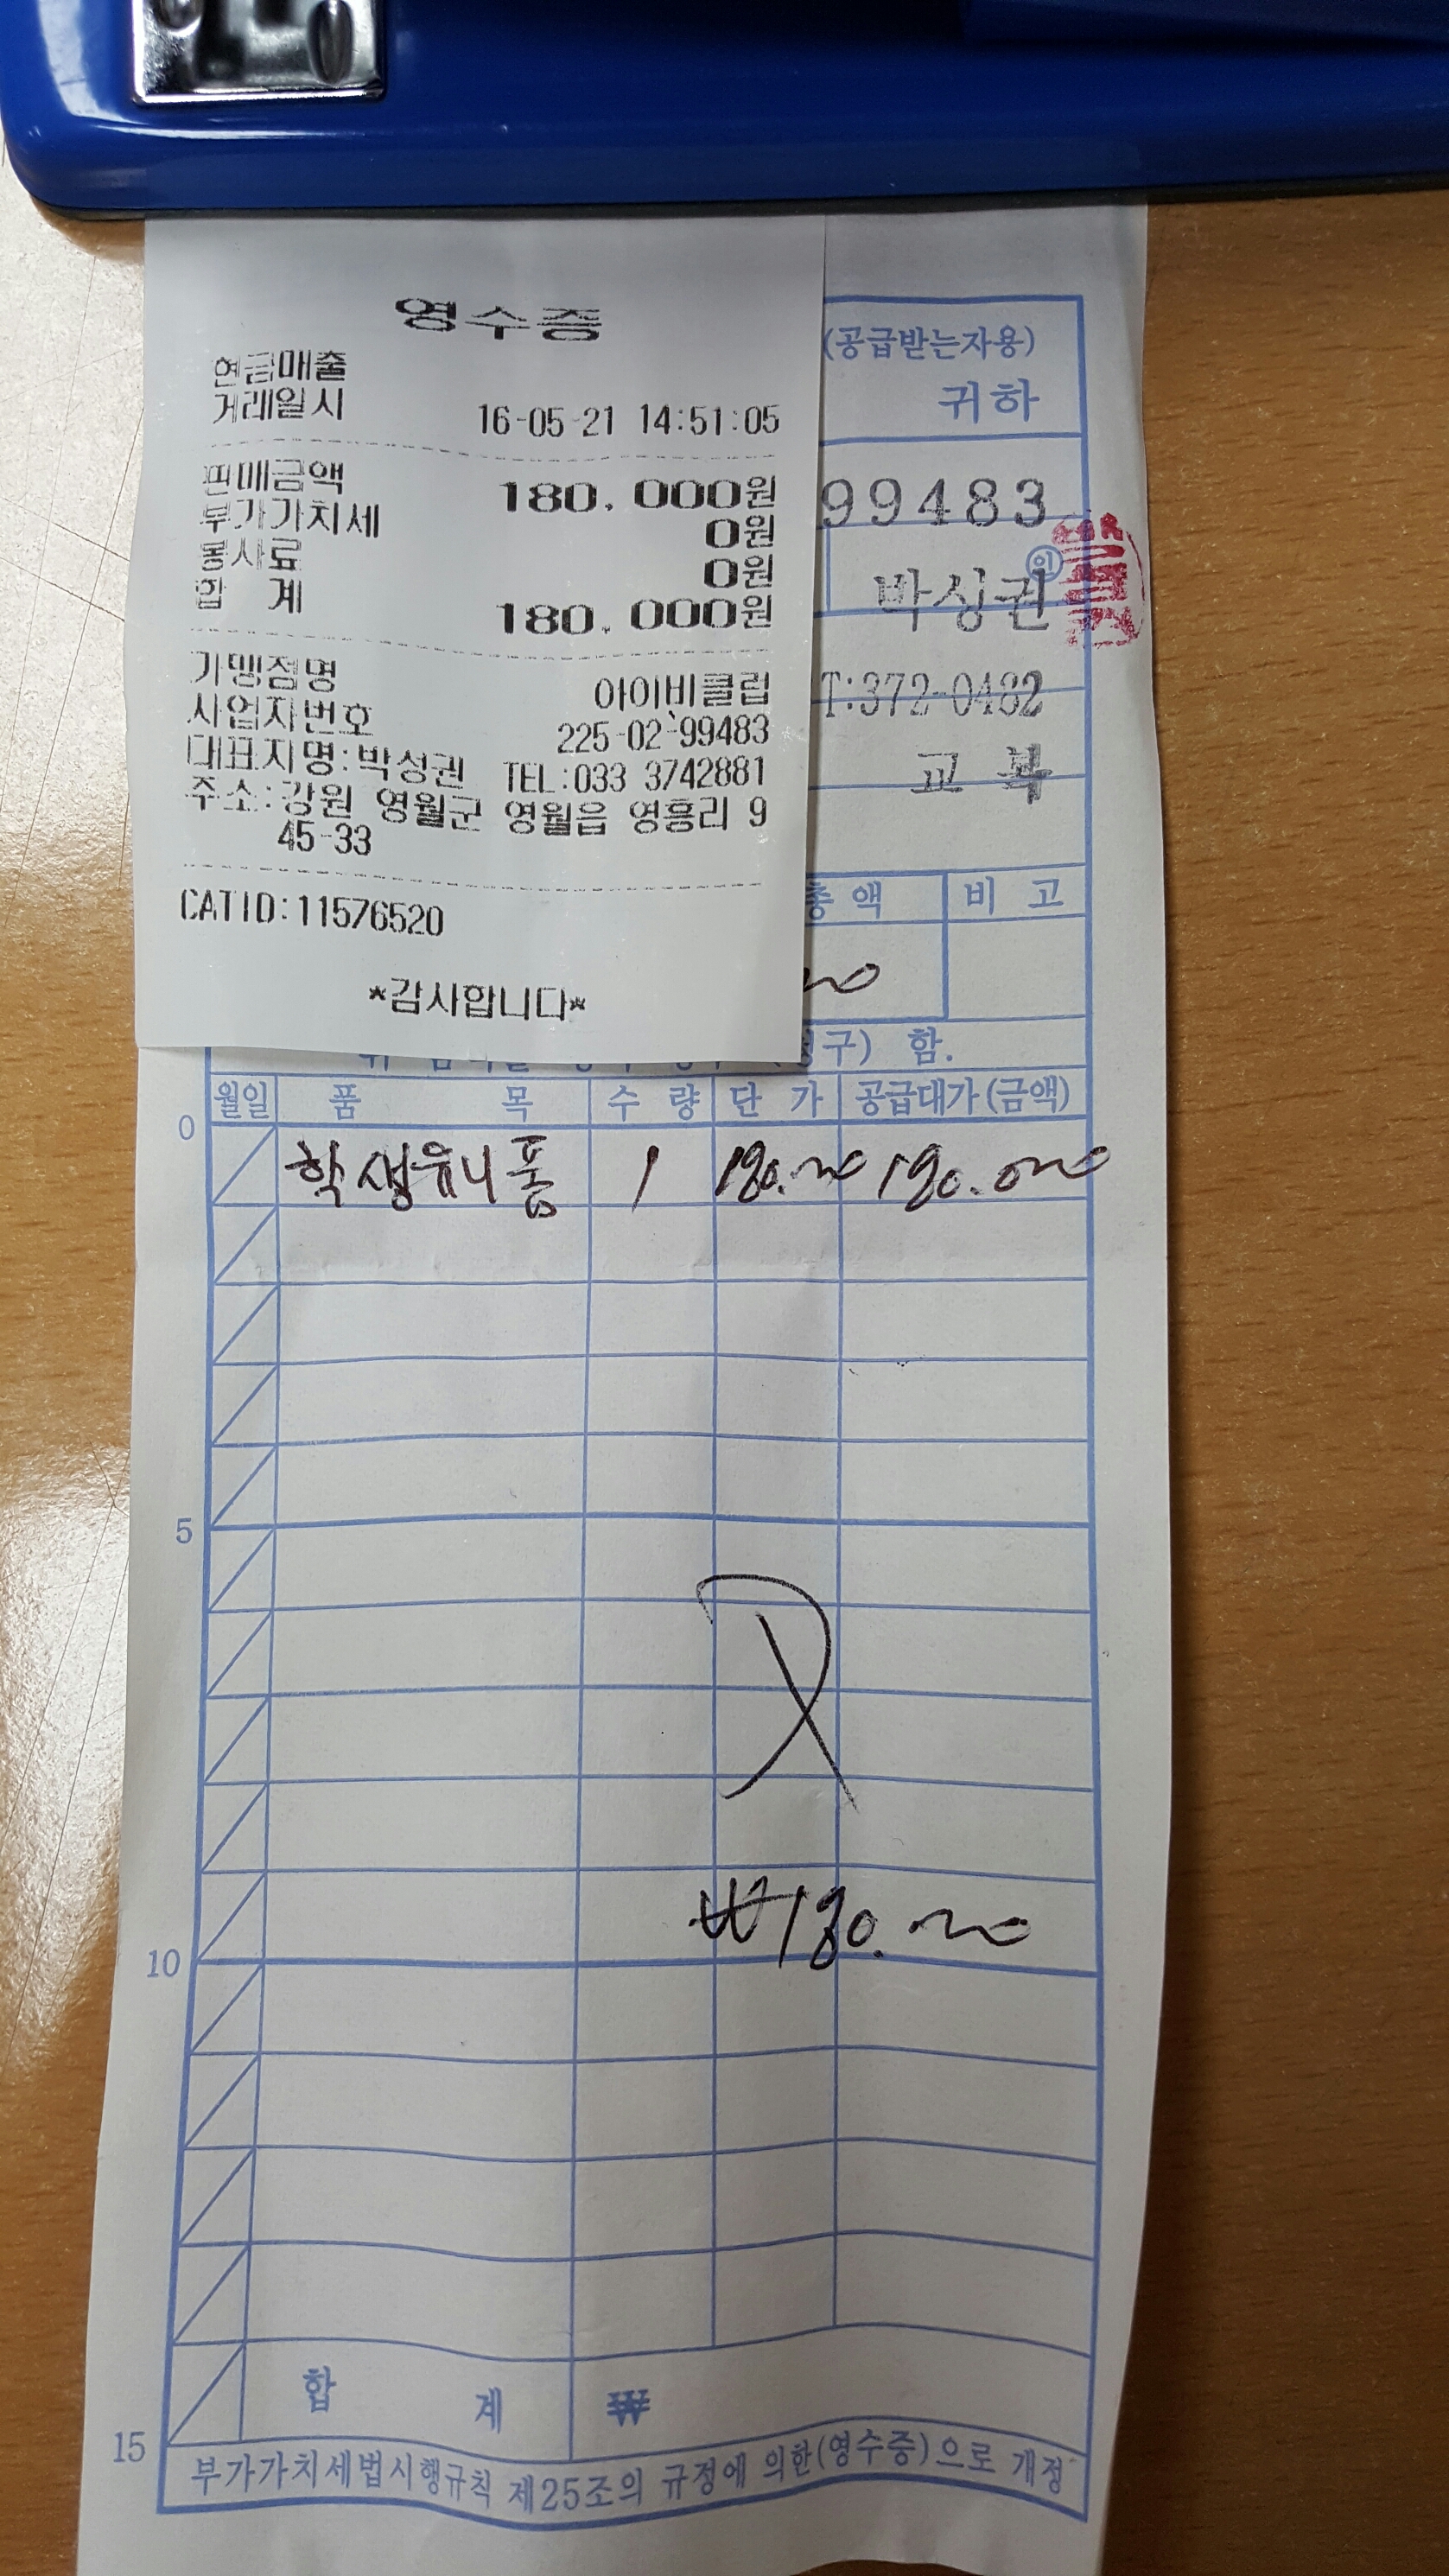 영수증
현금매출
거래일시 16-05-21 14:51:05
판매금액 180,000원
부가가치세 0원
봉사료 0원
합 계 180,000원
가맹점명 아이비클럽
사업자번호 225-02-99483
대표자명:박성권 TEL:033 3742881
주소:강원 영월군 영월읍 영흥리 9
45-33
CATID:11576520
*감사합니다*
(공급받는자용)
귀하
99483
박성권 인
T:372-0482
교 복
총액 비 고
구) 함.
월일 품 목 수 량 단 가 공급대가(금액)
0
학생유니폼 1 180.000 180.000
5
₩180.000
10
합 계 ₩
15
부가가치세법시행규칙 제25조의 규정에 의한(영수증)으로 개정